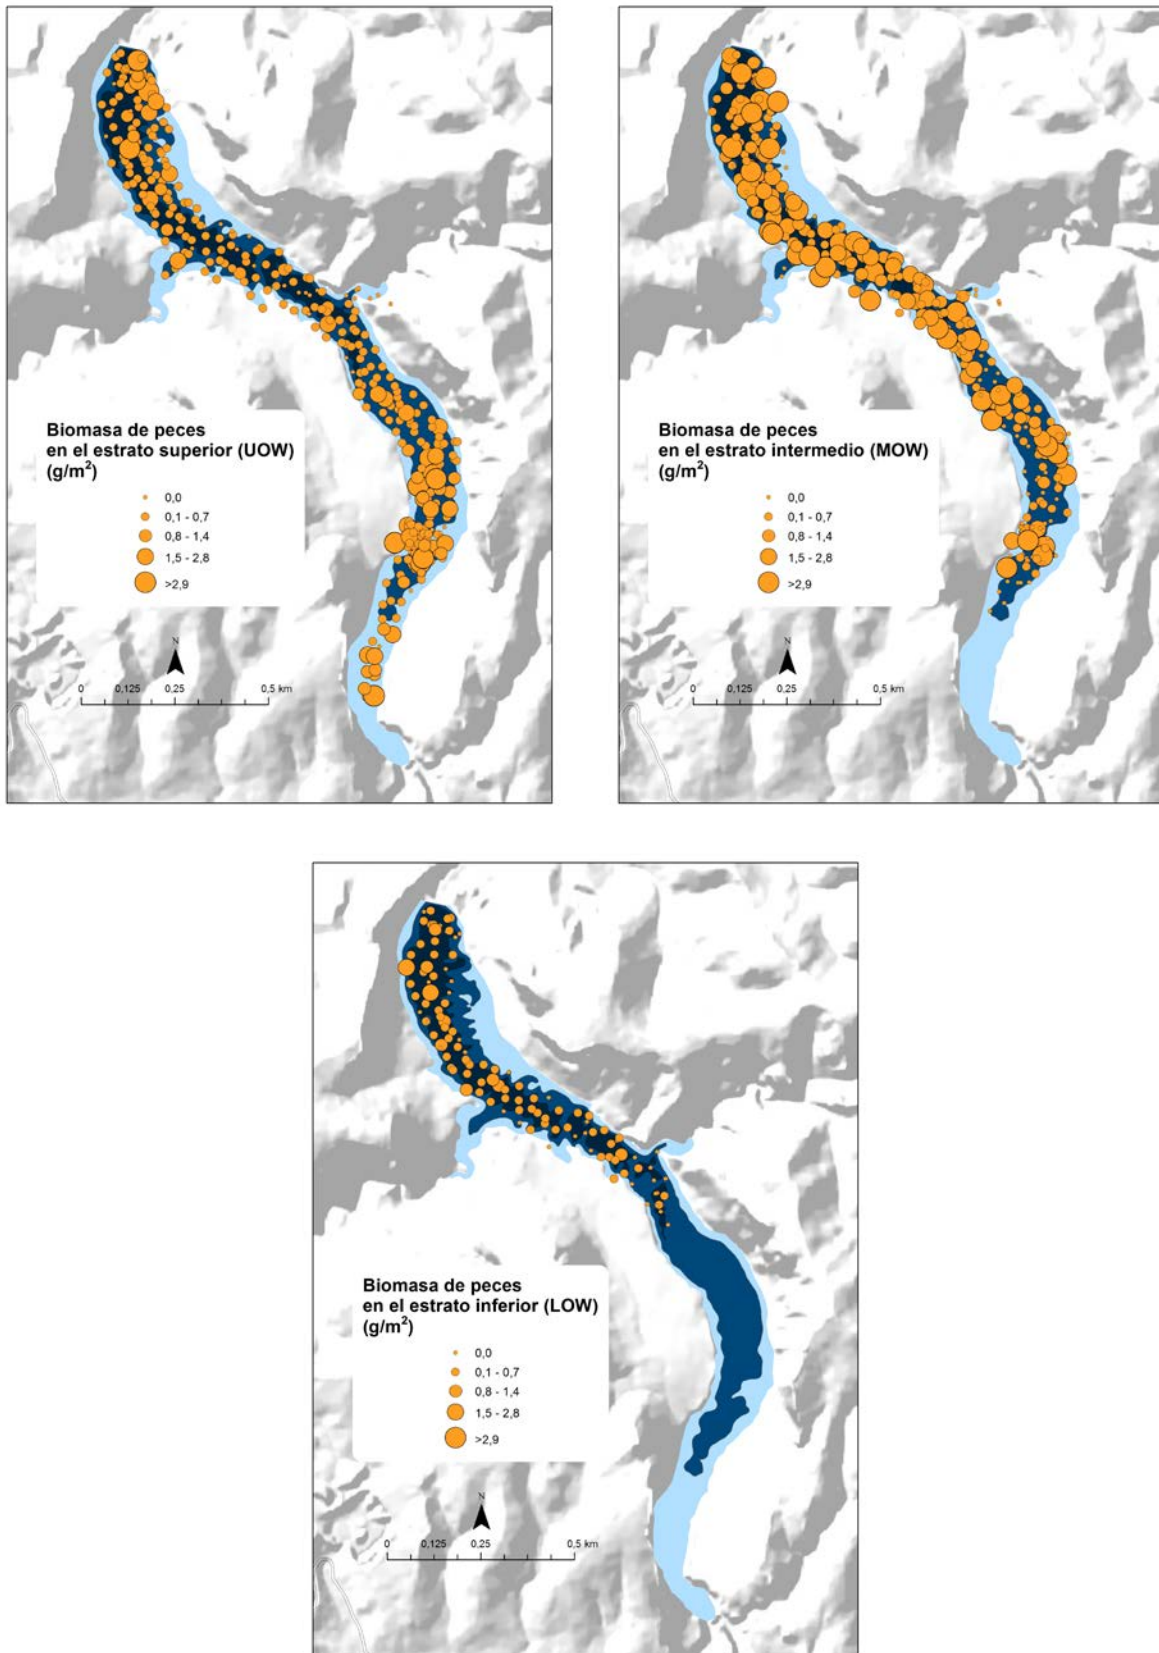 Biomasa de peces
en el estrato superior (UOW)
(g/m²)
0,0
0,1 - 0,7
0,8 - 1,4
1,5 - 2,8
>2,9
N
0 0,125 0,25 0,5 km
Biomasa de peces
en el estrato intermedio (MOW)
(g/m²)
0,0
0,1 - 0,7
0,8 - 1,4
1,5 - 2,8
>2,9
N
0 0,125 0,25 0,5 km
Biomasa de peces
en el estrato inferior (LOW)
(g/m²)
0,0
0,1 - 0,7
0,8 - 1,4
1,5 - 2,8
>2,9
N
0 0,125 0,25 0,5 km